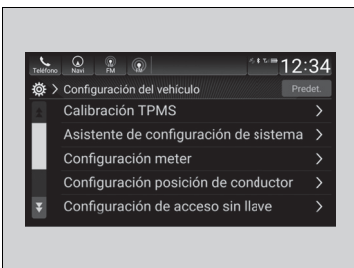 Teléfono Navi FM 12:34
Configuración del vehículo Predet.
Calibración TPMS
Asistente de configuración de sistema
Configuración meter
Configuración posición de conductor
Configuración de acceso sin llave